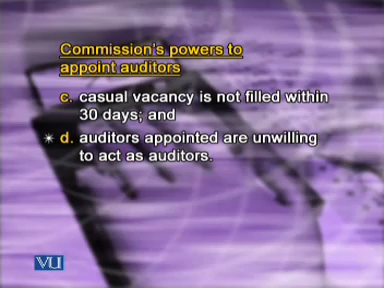 Commission's powers to
appoint auditors
c. casual vacancy is not filled within
30 days; and
d. auditors appointed are unwilling
to act as auditors.
VU